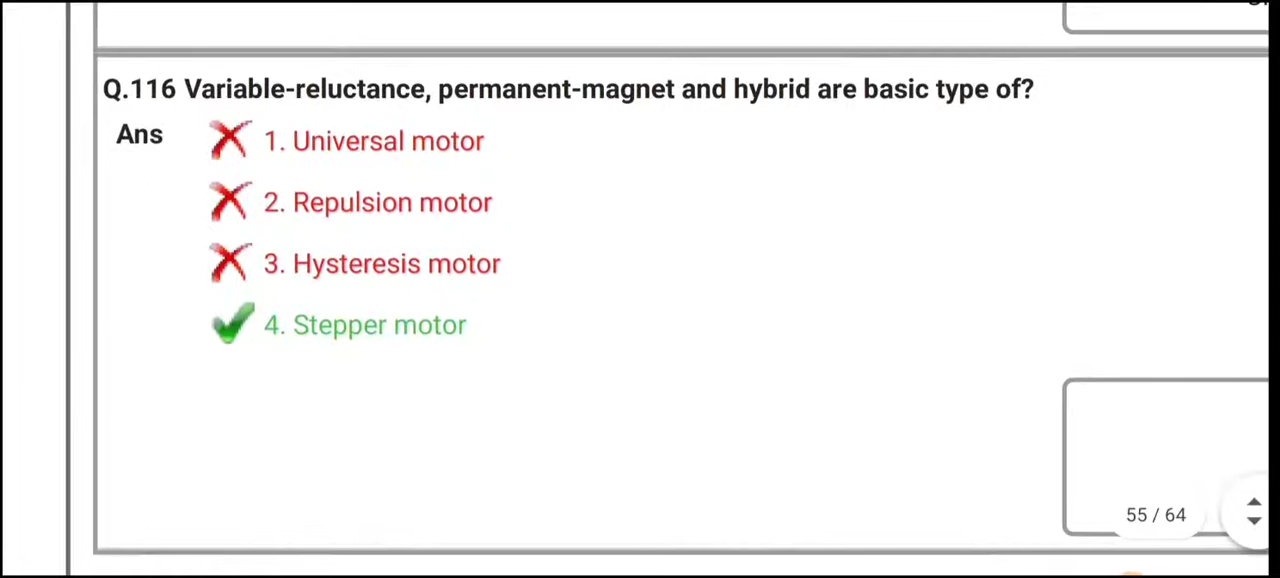 Q.116 Variable-reluctance, permanent-magnet and hybrid are basic type of?
Ans
1. Universal motor
2. Repulsion motor
3. Hysteresis motor
4. Stepper motor
55 / 64